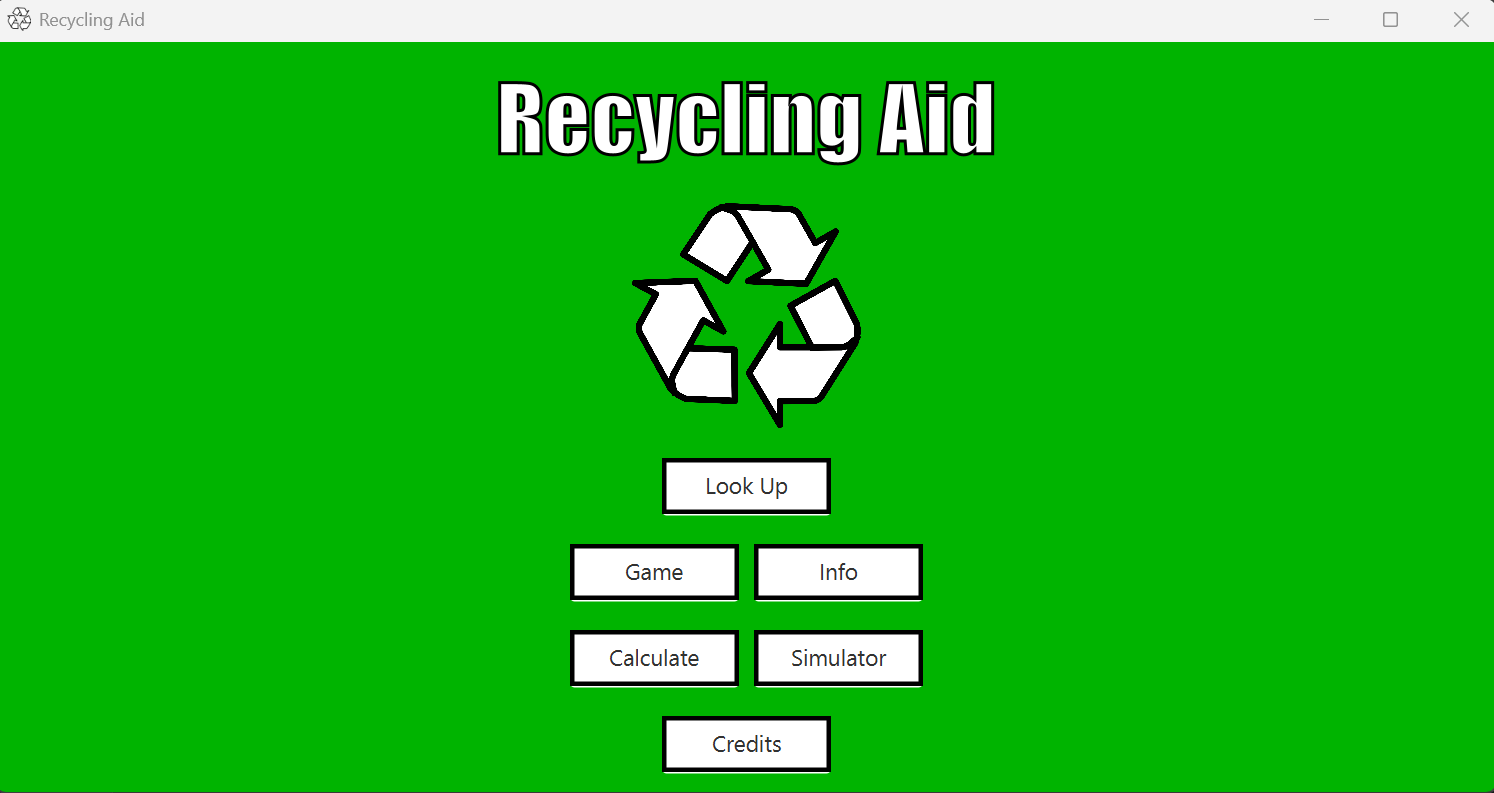 Recycling Aid
Recycling Aid
Look Up
Game Info
Calculate Simulator
Credits